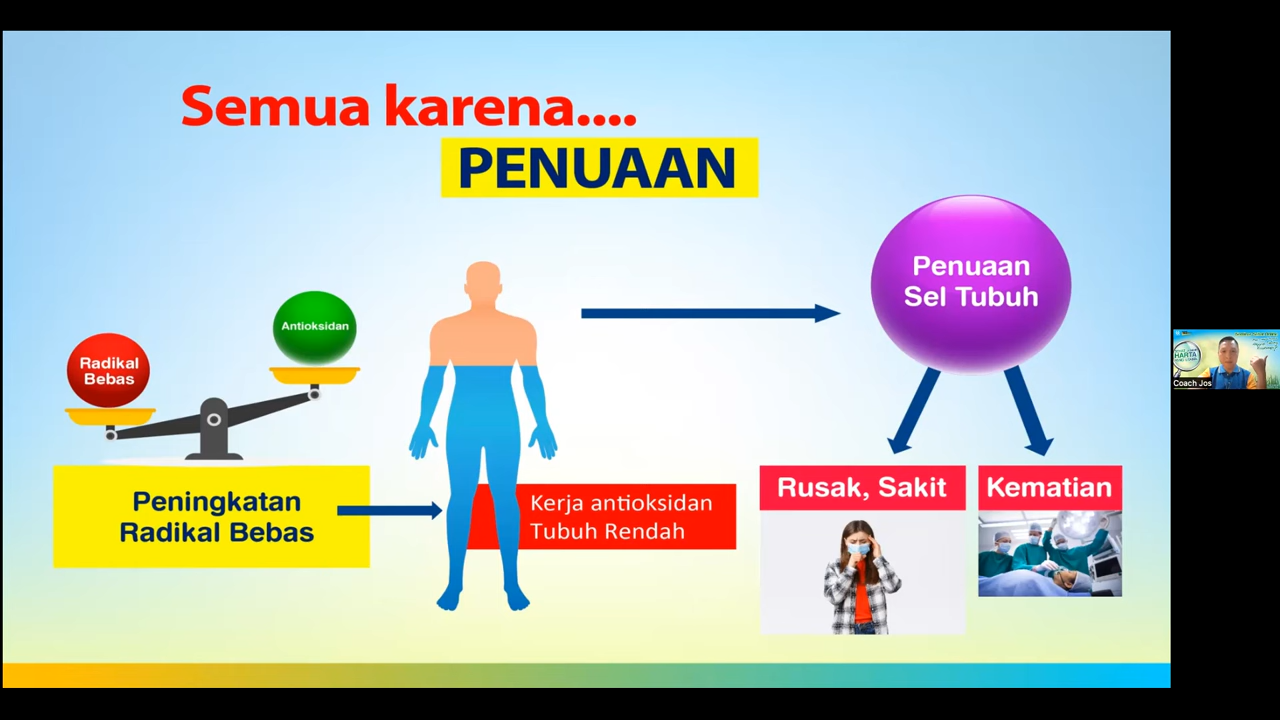 Semua karena....
PENUAAN
Radikal
Bebas
Antioksidan
Peningkatan
Radikal Bebas
Kerja antioksidan
Tubuh Rendah
Penuaan
Sel Tubuh
Rusak, Sakit
Kematian
HARTA
Coach Jos